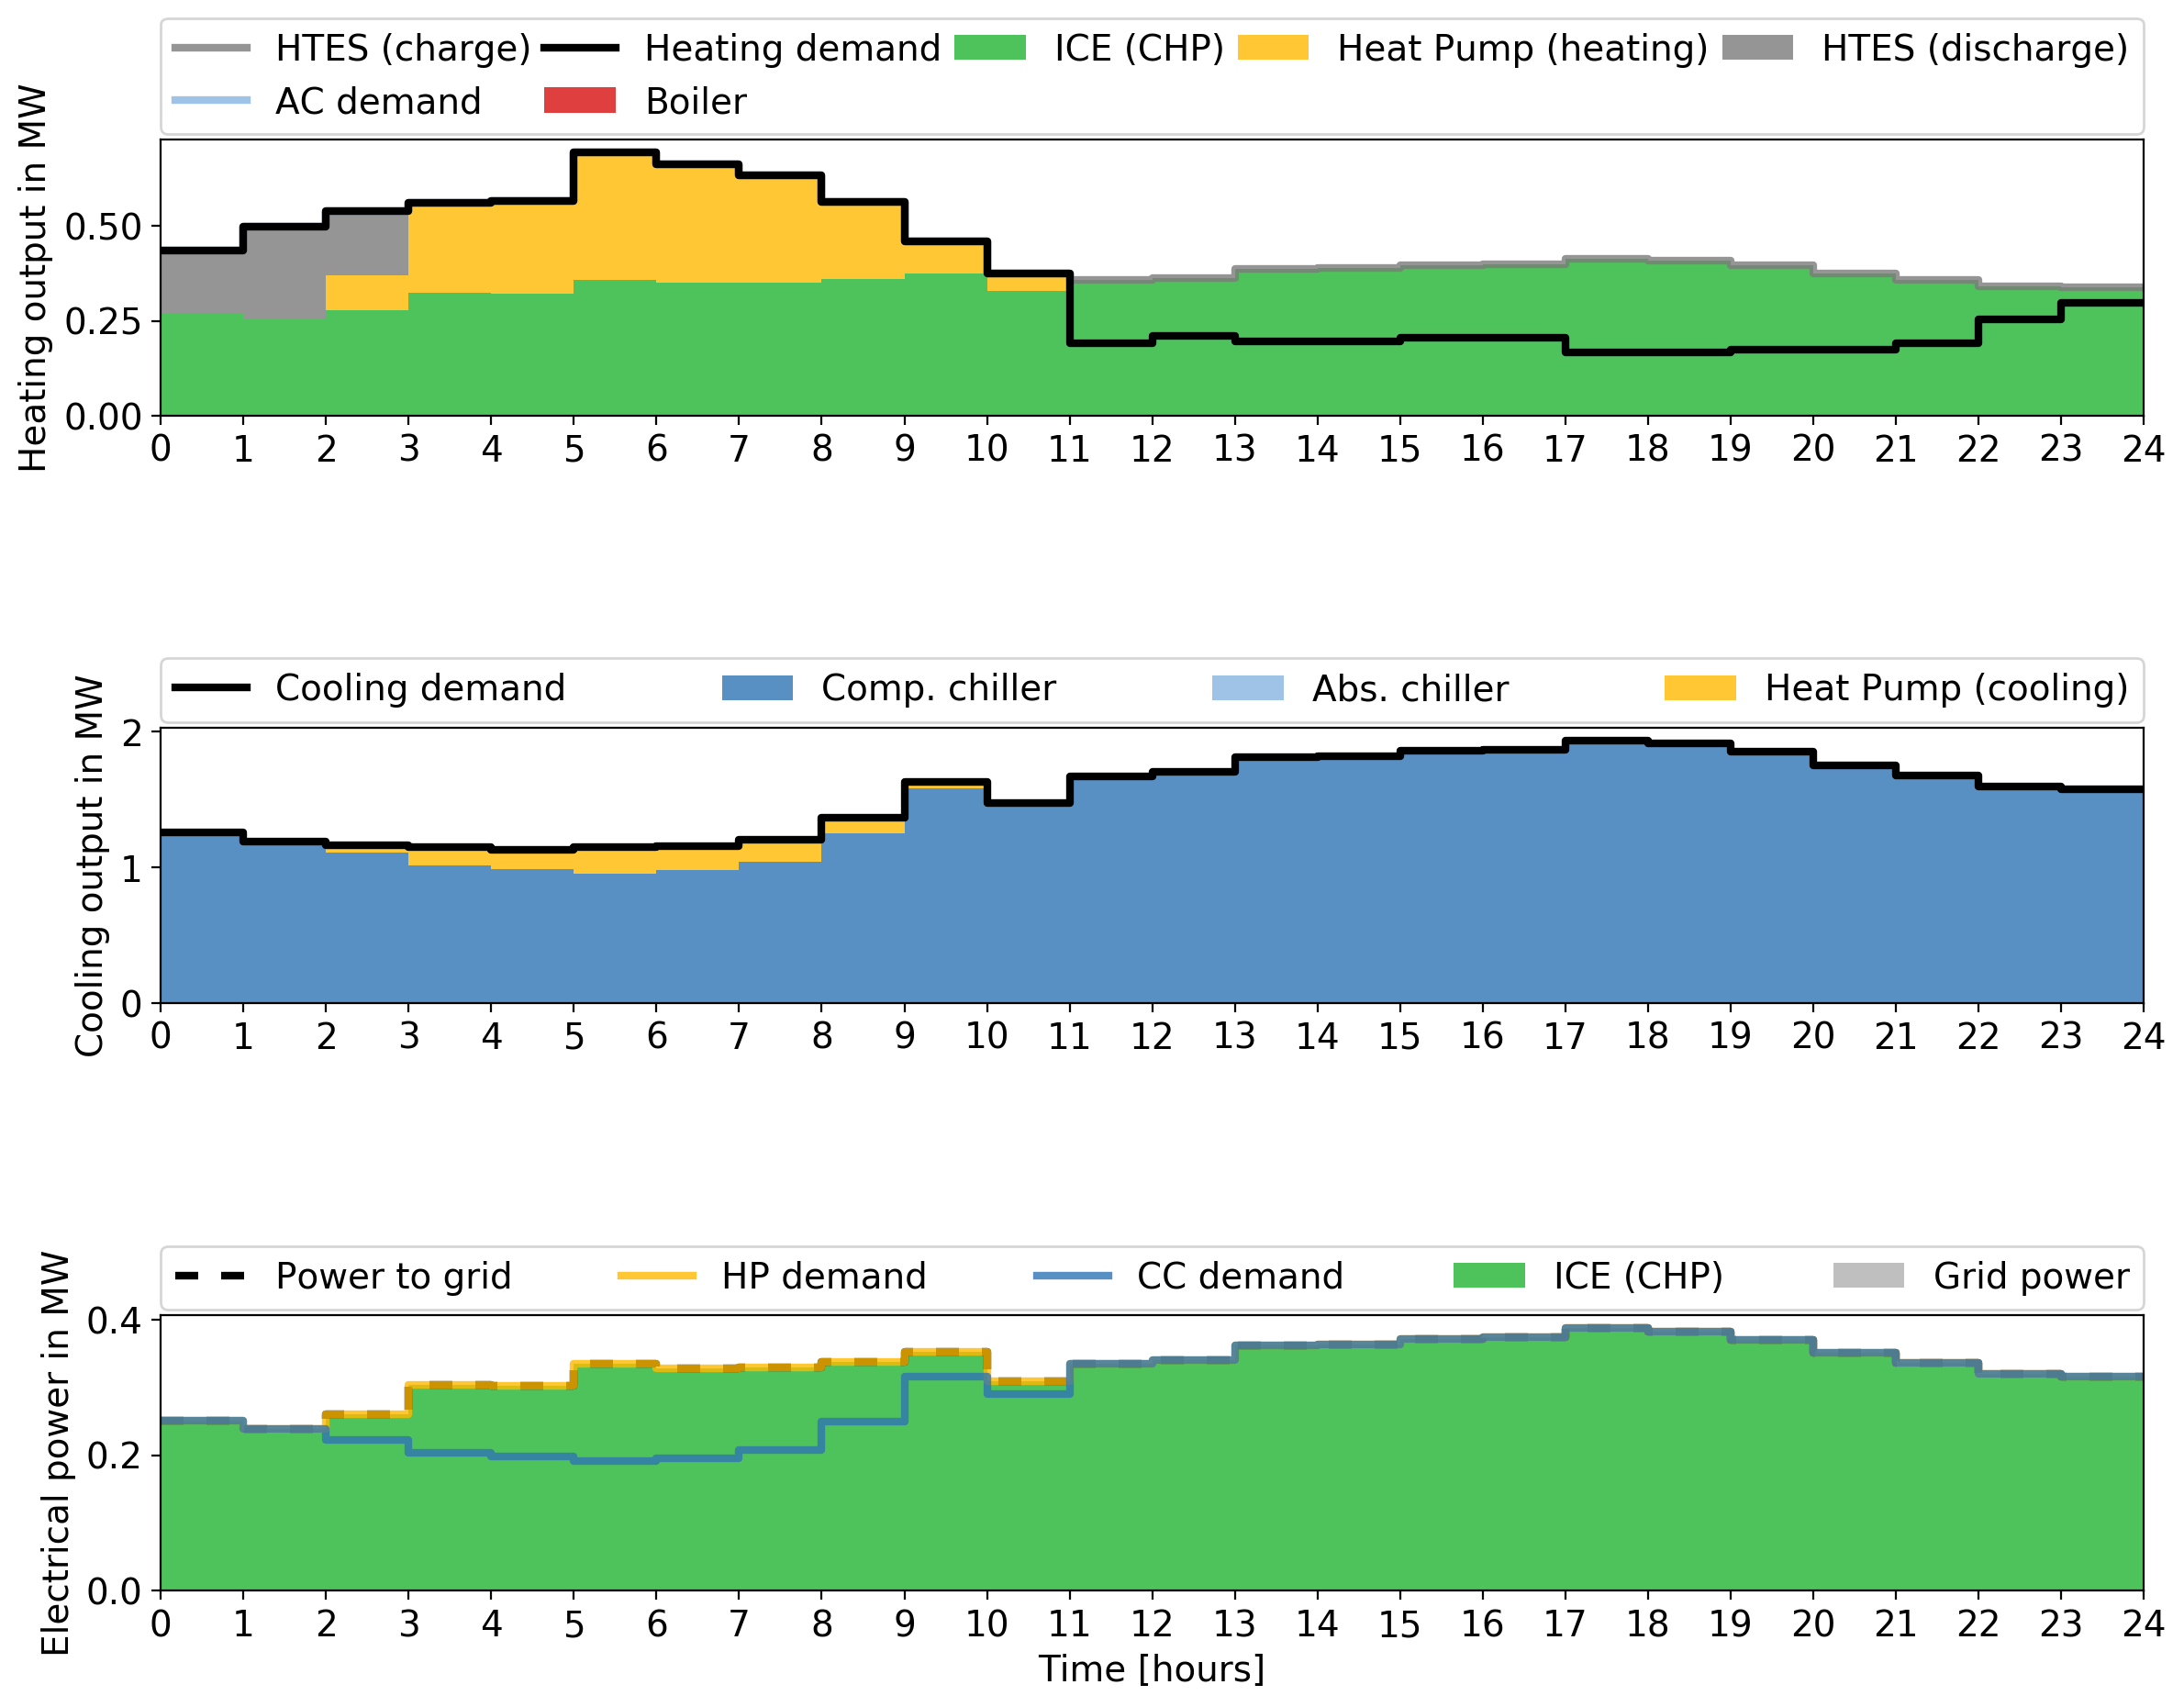 HTES (charge) Heating demand ICE (CHP) Heat Pump (heating) HTES (discharge)
AC demand Boiler
Heating output in MW
0.50
0.25
0.00
0 1 2 3 4 5 6 7 8 9 10 11 12 13 14 15 16 17 18 19 20 21 22 23 24
Cooling demand Comp. chiller Abs. chiller Heat Pump (cooling)
Cooling output in MW
2
1
0
0 1 2 3 4 5 6 7 8 9 10 11 12 13 14 15 16 17 18 19 20 21 22 23 24
Power to grid HP demand CC demand ICE (CHP) Grid power
Electrical power in MW
0.4
0.2
0.0
0 1 2 3 4 5 6 7 8 9 10 11 12 13 14 15 16 17 18 19 20 21 22 23 24
Time [hours]